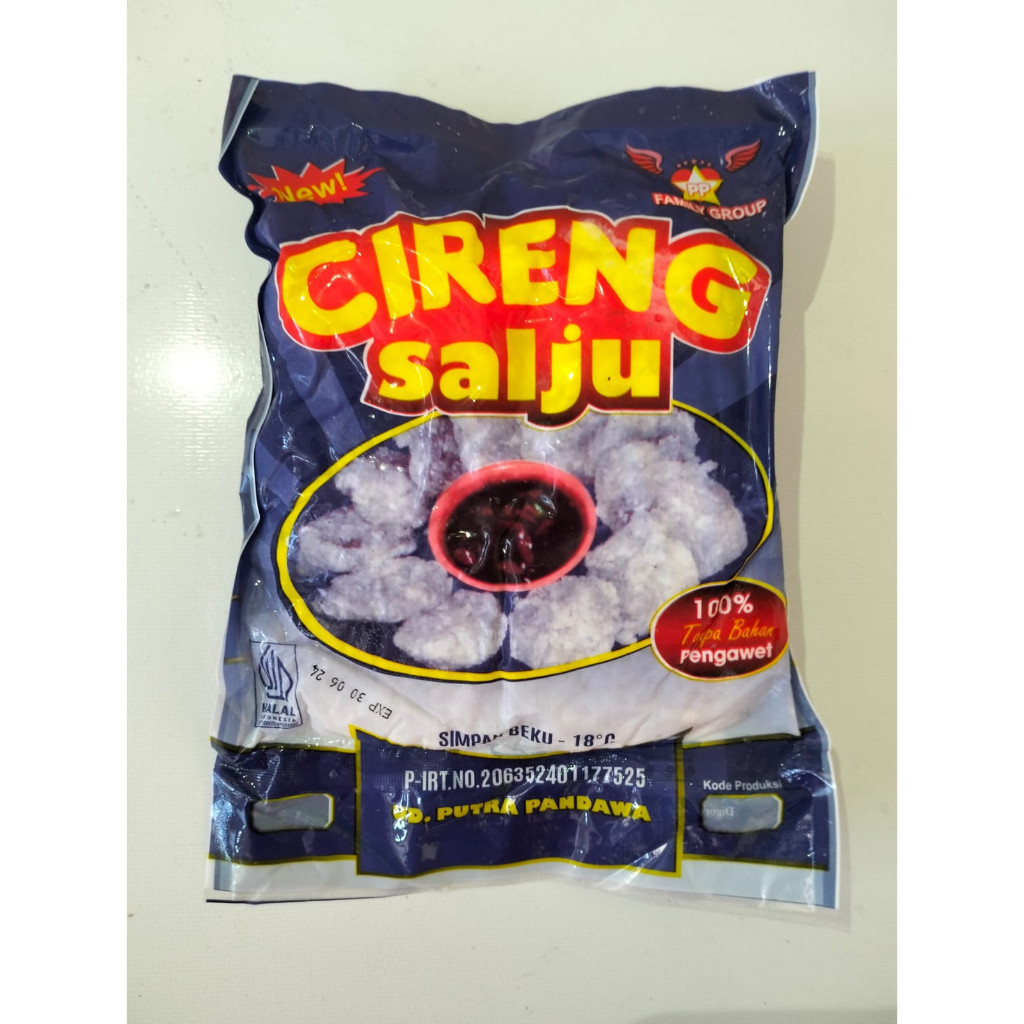 New!
PP
FAMILY GROUP
CIRENG
salju
100%
Tanpa Bahan
Pengawet
HALAL
INDONESIA
EXP 30 06 24
SIMPAN BEKU - 18°C
P-IRT.NO.206352401177525
PD. PUTRA PANDAWA
Kode Produksi